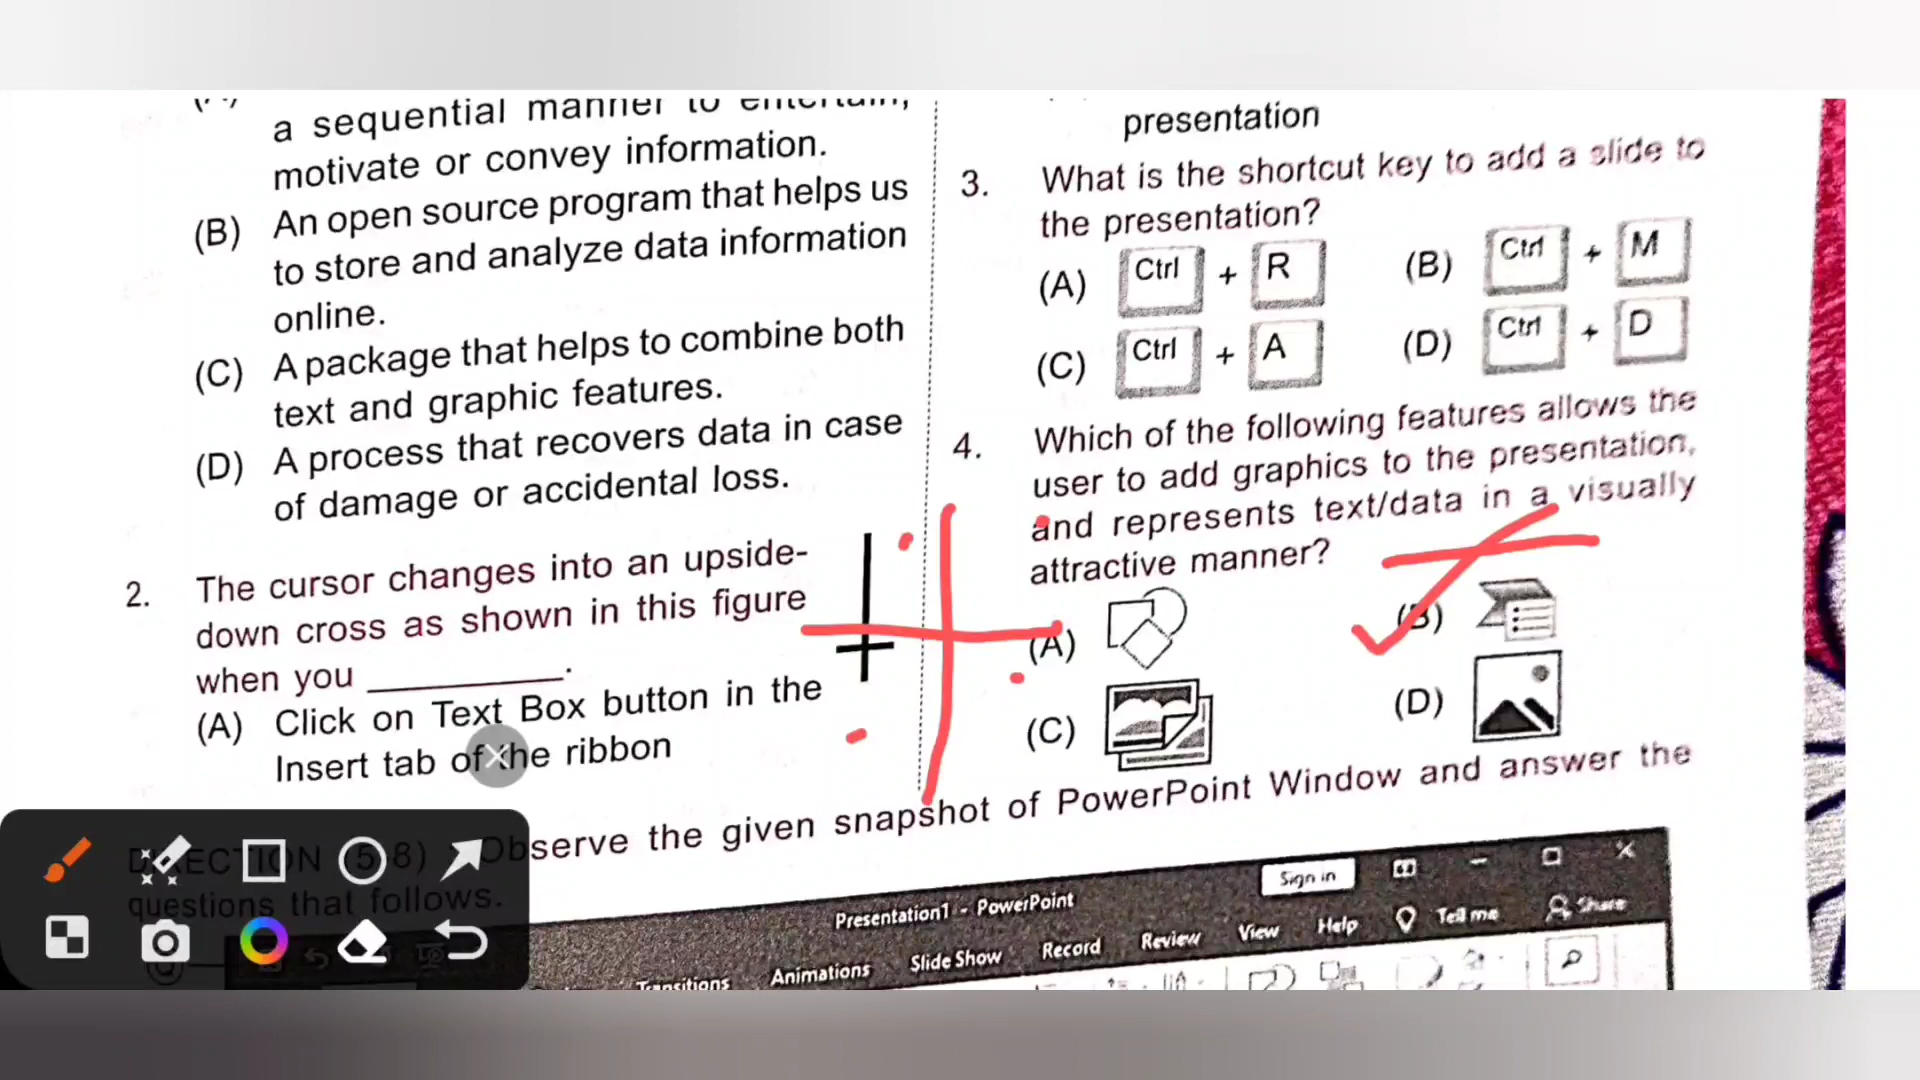 a sequential manner to entertain,
motivate or convey information.
(B) An open source program that helps us
to store and analyze data information
online.
(C) A package that helps to combine both
text and graphic features.
(D) A process that recovers data in case
of damage or accidental loss.
2. The cursor changes into an upside-
down cross as shown in this figure
when you __________.
(A) Click on Text Box button in the
Insert tab of the ribbon
presentation
3. What is the shortcut key to add a slide to
the presentation?
(A) Ctrl + R (B) Ctrl + M
(C) Ctrl + A (D) Ctrl + D
4. Which of the following features allows the
user to add graphics to the presentation,
and represents text/data in a visually
attractive manner?
(A) (B)
(C) (D)
DIRECTION (5-8) : Observe the given snapshot of PowerPoint Window and answer the
questions that follows.
Presentation1 - PowerPoint Sign in
Transitions Animations Slide Show Record Review View Help Tell me Share